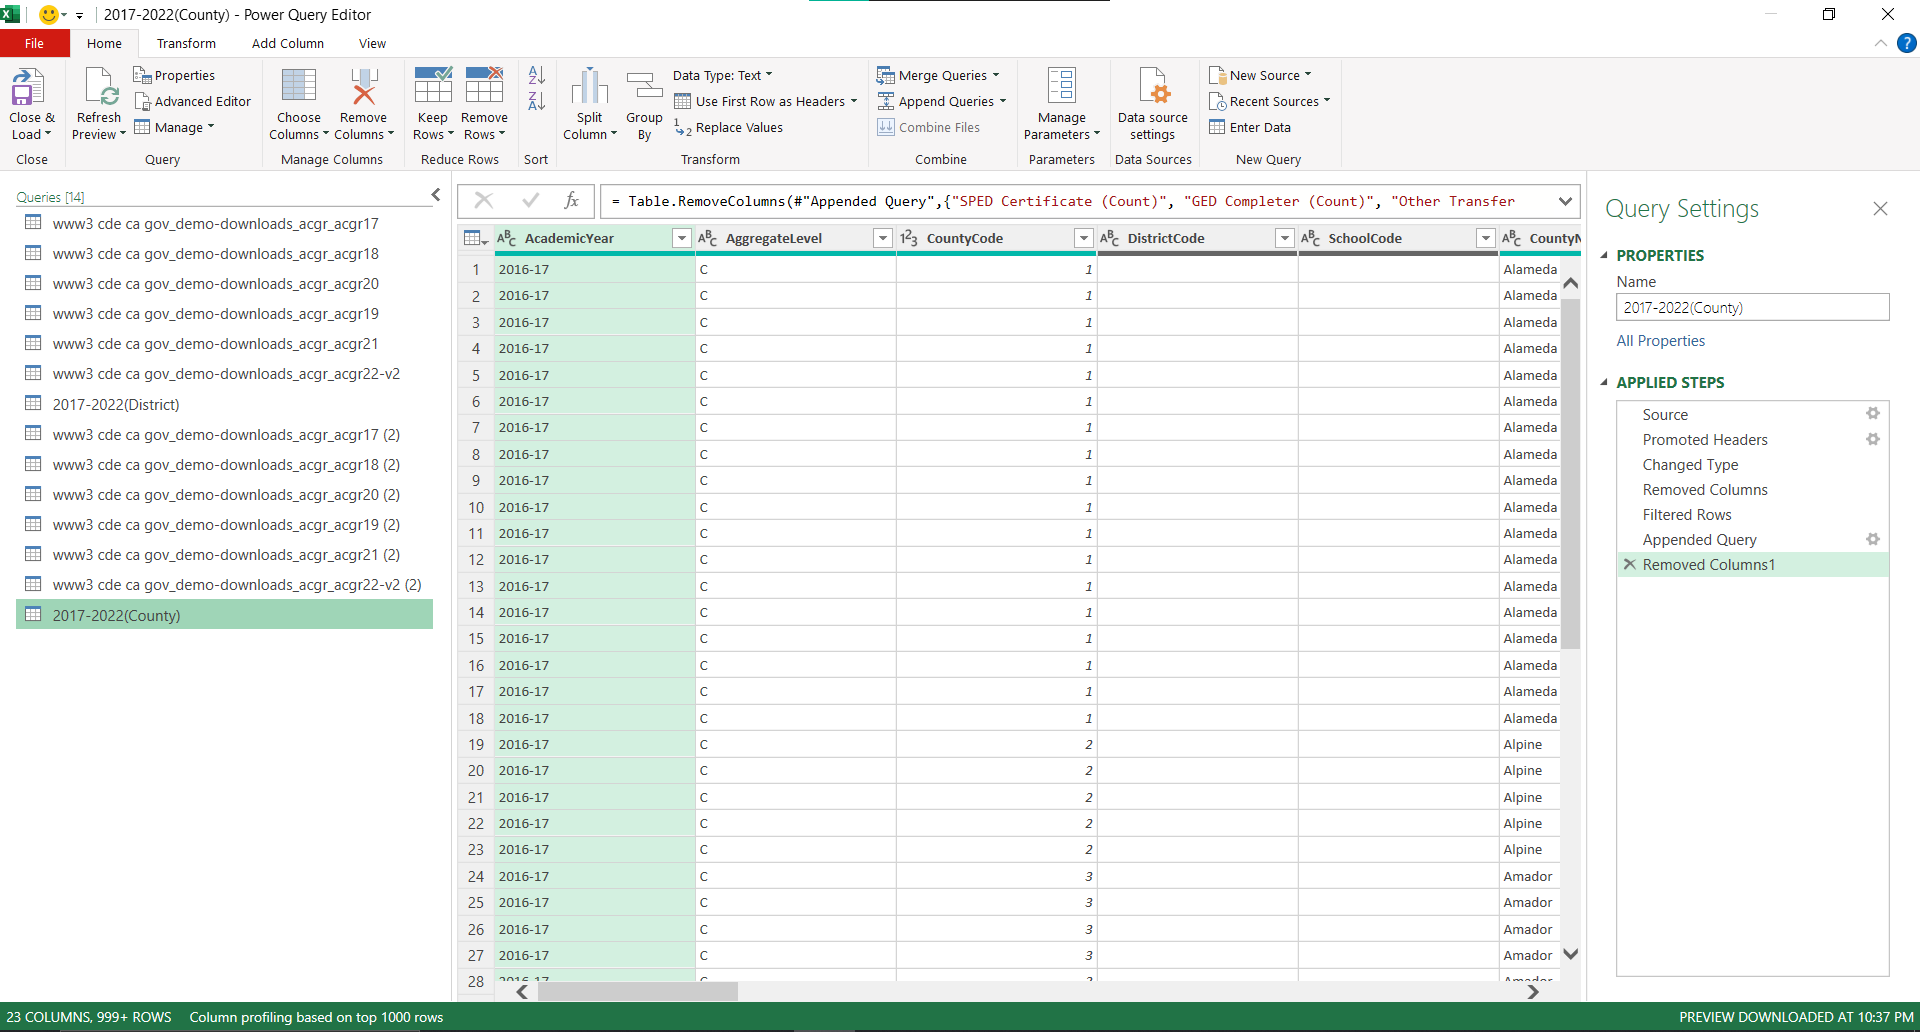 2017-2022(County) - Power Query Editor
File Home Transform Add Column View
Close & Load
Close
Refresh Preview
Properties
Advanced Editor
Manage
Query
Choose Columns
Remove Columns
Manage Columns
Keep Rows
Remove Rows
Reduce Rows
Sort
Split Column
Group By
Data Type: Text
Use First Row as Headers
Replace Values
Transform
Merge Queries
Append Queries
Combine Files
Combine
Manage Parameters
Parameters
Data source settings
Data Sources
New Source
Recent Sources
Enter Data
New Query
Queries [14]
www3 cde ca gov_demo-downloads_acgr_acgr17
www3 cde ca gov_demo-downloads_acgr_acgr18
www3 cde ca gov_demo-downloads_acgr_acgr20
www3 cde ca gov_demo-downloads_acgr_acgr19
www3 cde ca gov_demo-downloads_acgr_acgr21
www3 cde ca gov_demo-downloads_acgr_acgr22-v2
2017-2022(District)
www3 cde ca gov_demo-downloads_acgr_acgr17 (2)
www3 cde ca gov_demo-downloads_acgr_acgr18 (2)
www3 cde ca gov_demo-downloads_acgr_acgr20 (2)
www3 cde ca gov_demo-downloads_acgr_acgr19 (2)
www3 cde ca gov_demo-downloads_acgr_acgr21 (2)
www3 cde ca gov_demo-downloads_acgr_acgr22-v2 (2)
2017-2022(County)
fx = Table.RemoveColumns(#"Appended Query",{"SPED Certificate (Count)", "GED Completer (Count)", "Other Transfer
ABC AcademicYear ABC AggregateLevel 123 CountyCode ABC DistrictCode ABC SchoolCode ABC CountyN
1 2016-17 C 1 Alameda
2 2016-17 C 1 Alameda
3 2016-17 C 1 Alameda
4 2016-17 C 1 Alameda
5 2016-17 C 1 Alameda
6 2016-17 C 1 Alameda
7 2016-17 C 1 Alameda
8 2016-17 C 1 Alameda
9 2016-17 C 1 Alameda
10 2016-17 C 1 Alameda
11 2016-17 C 1 Alameda
12 2016-17 C 1 Alameda
13 2016-17 C 1 Alameda
14 2016-17 C 1 Alameda
15 2016-17 C 1 Alameda
16 2016-17 C 1 Alameda
17 2016-17 C 1 Alameda
18 2016-17 C 1 Alameda
19 2016-17 C 2 Alpine
20 2016-17 C 2 Alpine
21 2016-17 C 2 Alpine
22 2016-17 C 2 Alpine
23 2016-17 C 2 Alpine
24 2016-17 C 3 Amador
25 2016-17 C 3 Amador
26 2016-17 C 3 Amador
27 2016-17 C 3 Amador
28 2016-17 C 3 Amador
Query Settings
PROPERTIES
Name
2017-2022(County)
All Properties
APPLIED STEPS
Source
Promoted Headers
Changed Type
Removed Columns
Filtered Rows
Appended Query
Removed Columns1
23 COLUMNS, 999+ ROWS Column profiling based on top 1000 rows PREVIEW DOWNLOADED AT 10:37 PM